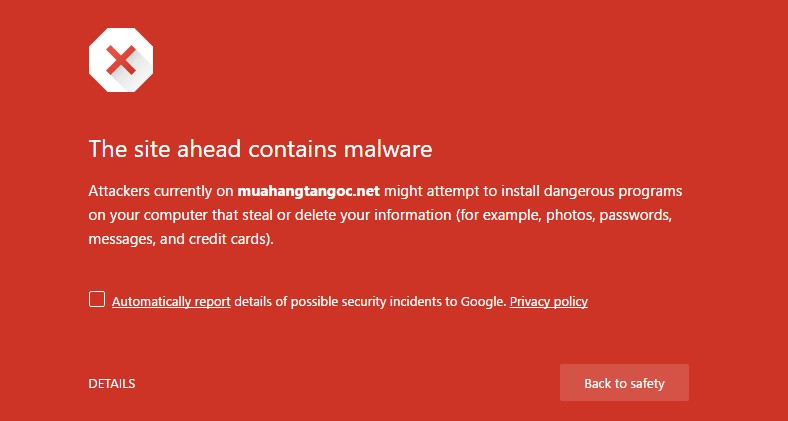 The site ahead contains malware
Attackers currently on muahangtangoc.net might attempt to install dangerous programs
on your computer that steal or delete your information (for example, photos, passwords,
messages, and credit cards).
Automatically report details of possible security incidents to Google. Privacy policy
DETAILS
Back to safety